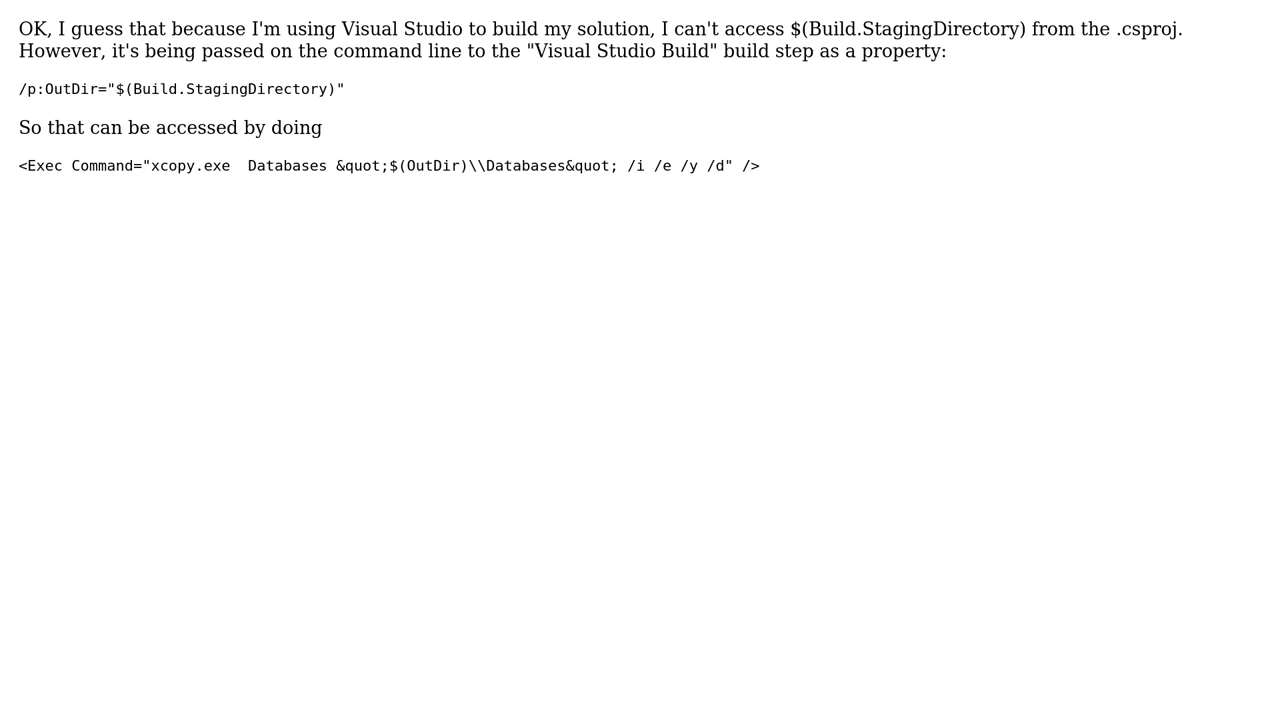 OK, I guess that because I'm using Visual Studio to build my solution, I can't access $(Build.StagingDirectory) from the .csproj.
However, it's being passed on the command line to the "Visual Studio Build" build step as a property:
/p:OutDir="$(Build.StagingDirectory)"
So that can be accessed by doing
<Exec Command="xcopy.exe  Databases &quot;$(OutDir)\\Databases&quot; /i /e /y /d" />